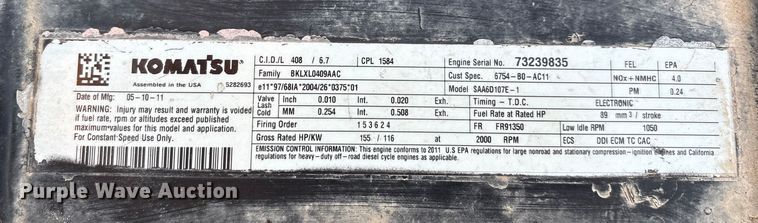 KOMATSU
Assembled in the USA 5282693
Date of Mfg. 05-10-11
WARNING: Injury may result and warranty is voided
if fuel rate, rpm or altitudes exceed published
maximum values for this model and application.
For Constant Speed Use Only.
C.I.D./L 408 / 6.7 CPL 1584 Engine Serial No. 73239835 FEL EPA
Family BKLXL0409AAC Cust Spec. 6754-B0-AC11 NOx+NMHC 4.0
e11*97/68IA*2004/26*0375*01 Model SAA6D107E-1 PM 0.24
Valve Lash Inch 0.010 Int. 0.020 Exh. Timing - T.D.C. ELECTRONIC
Cold MM 0.254 Int. 0.508 Exh. Fuel Rate at Rated HP 89 mm³/stroke
Firing Order 153624 FR FR91350 Low Idle RPM 1050
Gross Rated HP/KW 155 / 116 at 2000 RPM ECS DDI ECM TC CAC
EMISSION CONTROL INFORMATION: This engine conforms to 2011 U.S EPA regulations for large nonroad and stationary compression-ignition engines and California
regulations for heavy-duty off-road diesel cycle engines as applicable.
Purple Wave Auction